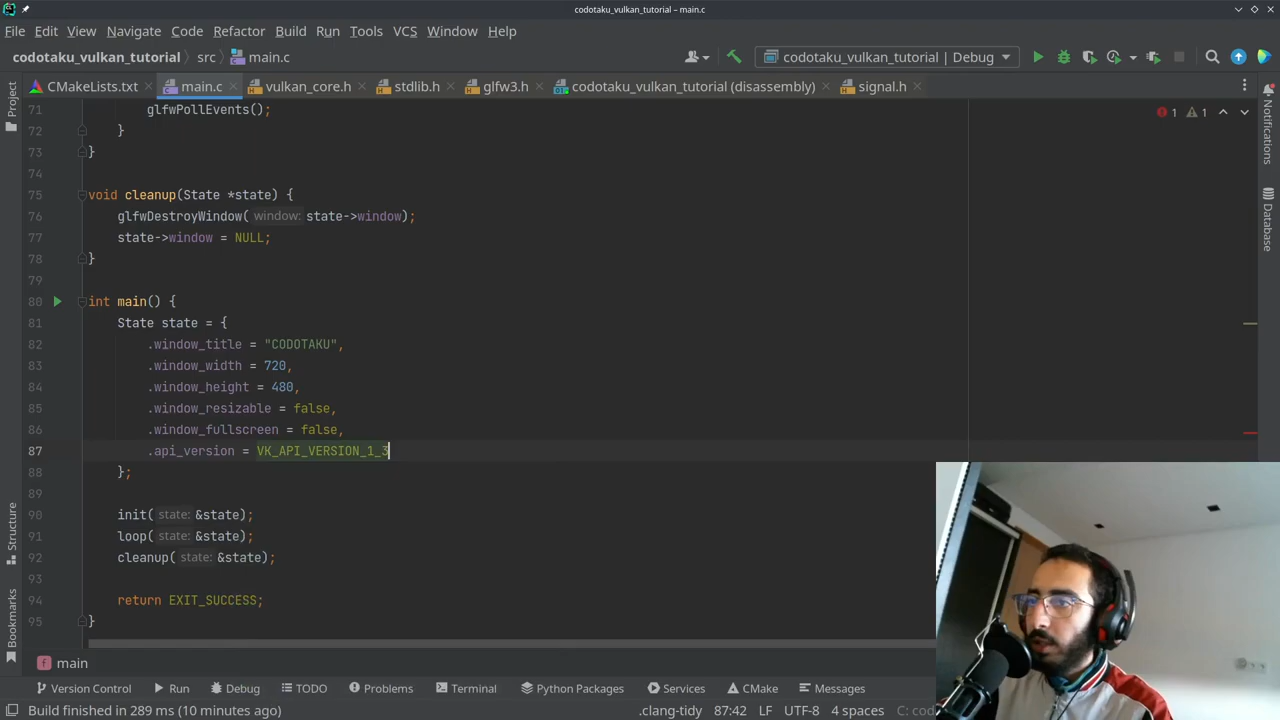 codotaku_vulkan_tutorial – main.c
File Edit View Navigate Code Refactor Build Run Tools VCS Window Help
codotaku_vulkan_tutorial src main.c codotaku_vulkan_tutorial | Debug
CMakeLists.txt main.c vulkan_core.h stdlib.h glfw3.h codotaku_vulkan_tutorial (disassembly) signal.h
Project
Structure
Bookmarks
Notifications
Database
1 1
71 glfwPollEvents();
72 }
73 }
74
75 void cleanup(State *state) {
76 glfwDestroyWindow( window: state->window);
77 state->window = NULL;
78 }
79
80 int main() {
81 State state = {
82 .window_title = "CODOTAKU",
83 .window_width = 720,
84 .window_height = 480,
85 .window_resizable = false,
86 .window_fullscreen = false,
87 .api_version = VK_API_VERSION_1_3
88 };
89
90 init( state: &state);
91 loop( state: &state);
92 cleanup( state: &state);
93
94 return EXIT_SUCCESS;
95 }
f main
Version Control Run Debug TODO Problems Terminal Python Packages Services CMake Messages
Build finished in 289 ms (10 minutes ago) .clang-tidy 87:42 LF UTF-8 4 spaces C: cod